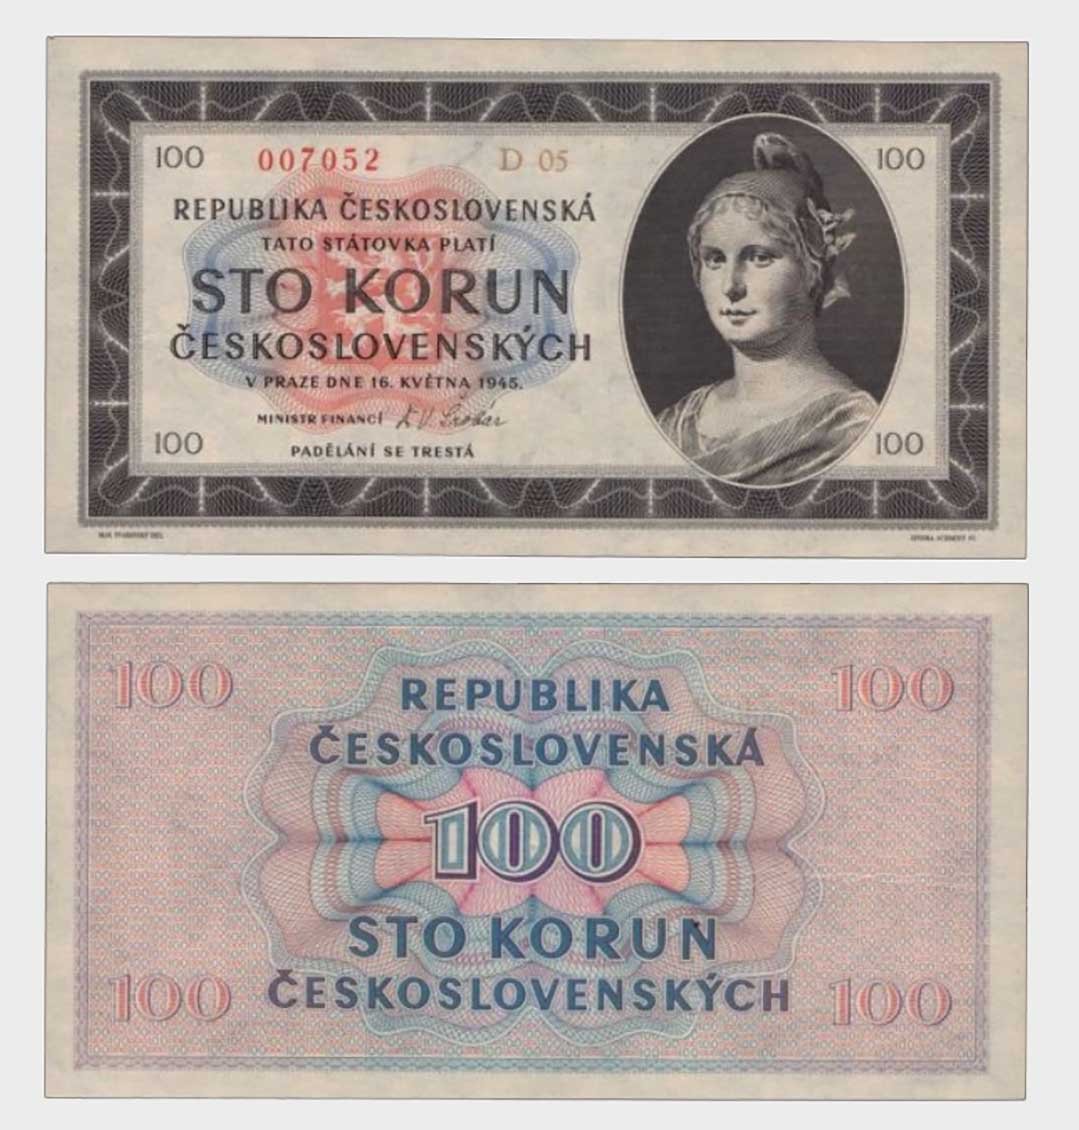 100 007052 D 05 100
REPUBLIKA ČESKOSLOVENSKÁ
TATO STÁTOVKA PLATÍ
STO KORUN
ČESKOSLOVENSKÝCH
V PRAZE DNE 16. KVĚTNA 1945.
MINISTR FINANCÍ
100 100
PADĚLÁNÍ SE TRESTÁ
100 100
REPUBLIKA
ČESKOSLOVENSKÁ
100
STO KORUN
100 ČESKOSLOVENSKÝCH 100